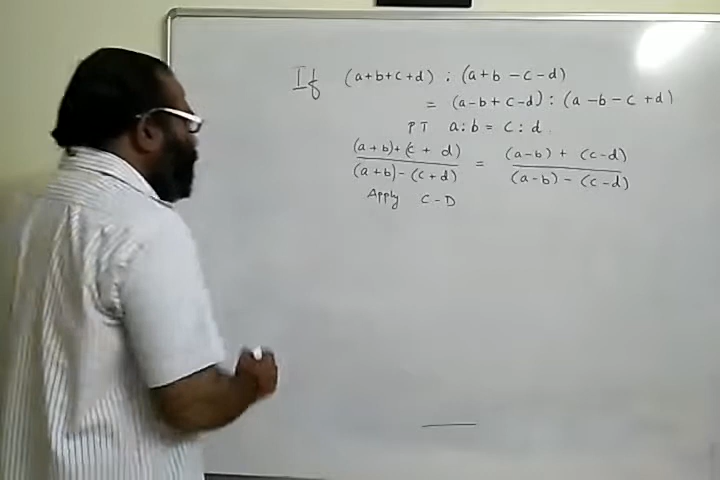 If (a+b+c+d) : (a+b-c-d)
= (a-b+c-d) : (a-b-c+d)
PT a:b = c:d.
(a+b)+(c+d) / (a+b)-(c+d) = (a-b)+(c-d) / (a-b)-(c-d)
Apply C-D